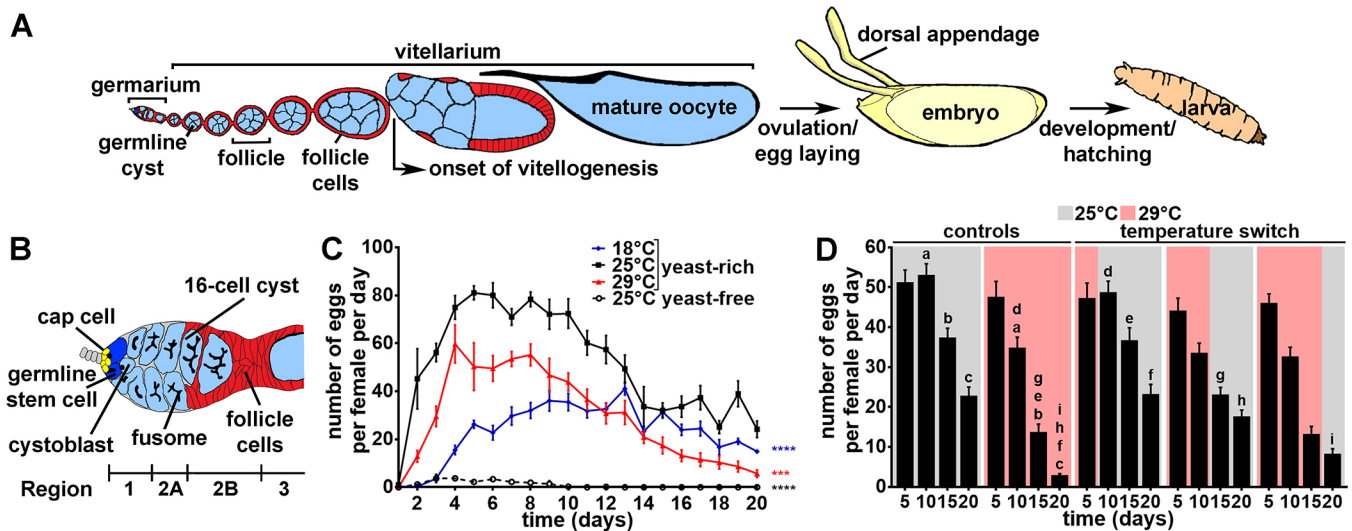 A
vitellarium
dorsal appendage
germarium
mature oocyte
embryo
larva
germline
cyst
follicle
follicle
cells
onset of vitellogenesis
ovulation/
egg laying
development/
hatching
B
16-cell cyst
cap cell
germline
stem cell
cystoblast
fusome
follicle
cells
Region
1 2A 2B 3
C
18°C
25°C
29°C
yeast-rich
25°C yeast-free
number of eggs
per female per day
100
80
60
40
20
0
****
***
****
2 4 6 8 10 12 14 16 18 20
time (days)
25°C 29°C
D
controls temperature switch
number of eggs
per female per day
60
50
40
30
20
10
0
a
b
c
d
a
g
e
b
i
h
f
c
d
e
f
g
h
i
5 10 15 20 5 10 15 20 5 10 15 20 5 10 15 20 5 10 15 20
time (days)